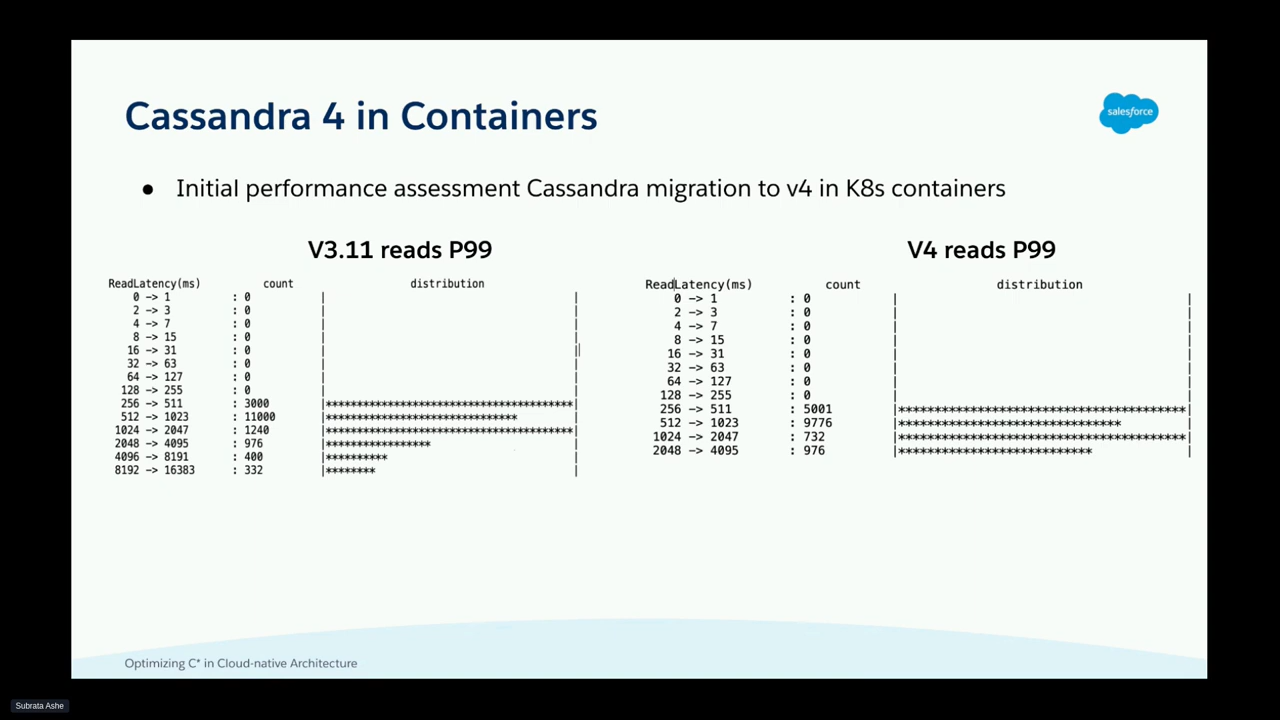 Cassandra 4 in Containers
salesforce
● Initial performance assessment Cassandra migration to v4 in K8s containers
V3.11 reads P99
ReadLatency(ms) count distribution
0 -> 1 : 0 | |
2 -> 3 : 0 | |
4 -> 7 : 0 | |
8 -> 15 : 0 | |
16 -> 31 : 0 | |
32 -> 63 : 0 | |
64 -> 127 : 0 | |
128 -> 255 : 0 | |
256 -> 511 : 3000 |****************************************|
512 -> 1023 : 11000 |******************************* |
1024 -> 2047 : 1240 |****************************************|
2048 -> 4095 : 976 |***************** |
4096 -> 8191 : 400 |********** |
8192 -> 16383 : 332 |******** |
V4 reads P99
ReadLatency(ms) count distribution
0 -> 1 : 0 | |
2 -> 3 : 0 | |
4 -> 7 : 0 | |
8 -> 15 : 0 | |
16 -> 31 : 0 | |
32 -> 63 : 0 | |
64 -> 127 : 0 | |
128 -> 255 : 0 | |
256 -> 511 : 5001 |****************************************|
512 -> 1023 : 9776 |******************************* |
1024 -> 2047 : 732 |****************************************|
2048 -> 4095 : 976 |*************************** |
Optimizing C* in Cloud-native Architecture
Subrata Ashe